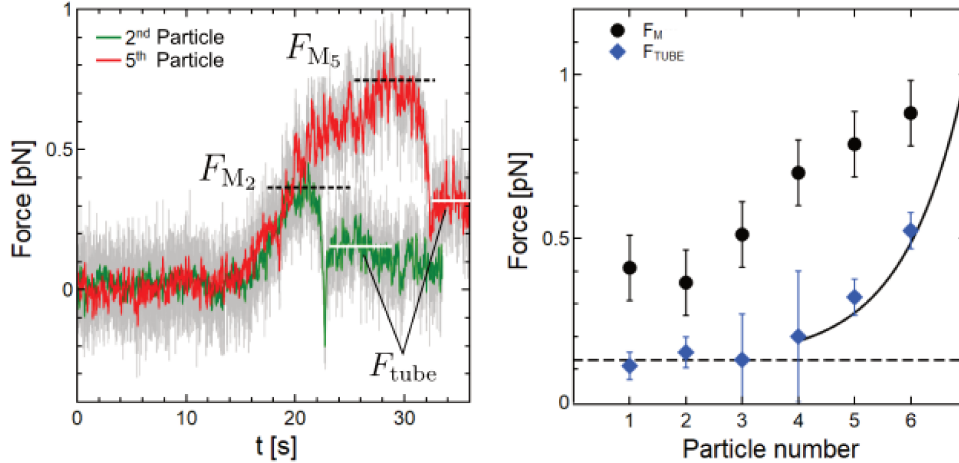 1
2nd Particle
5th Particle
FM5
FM2
Ftube
0.5
0
Force [pN]
0 10 20 30
t [s]
FM
FTUBE
1
0.5
0
Force [pN]
1 2 3 4 5 6
Particle number